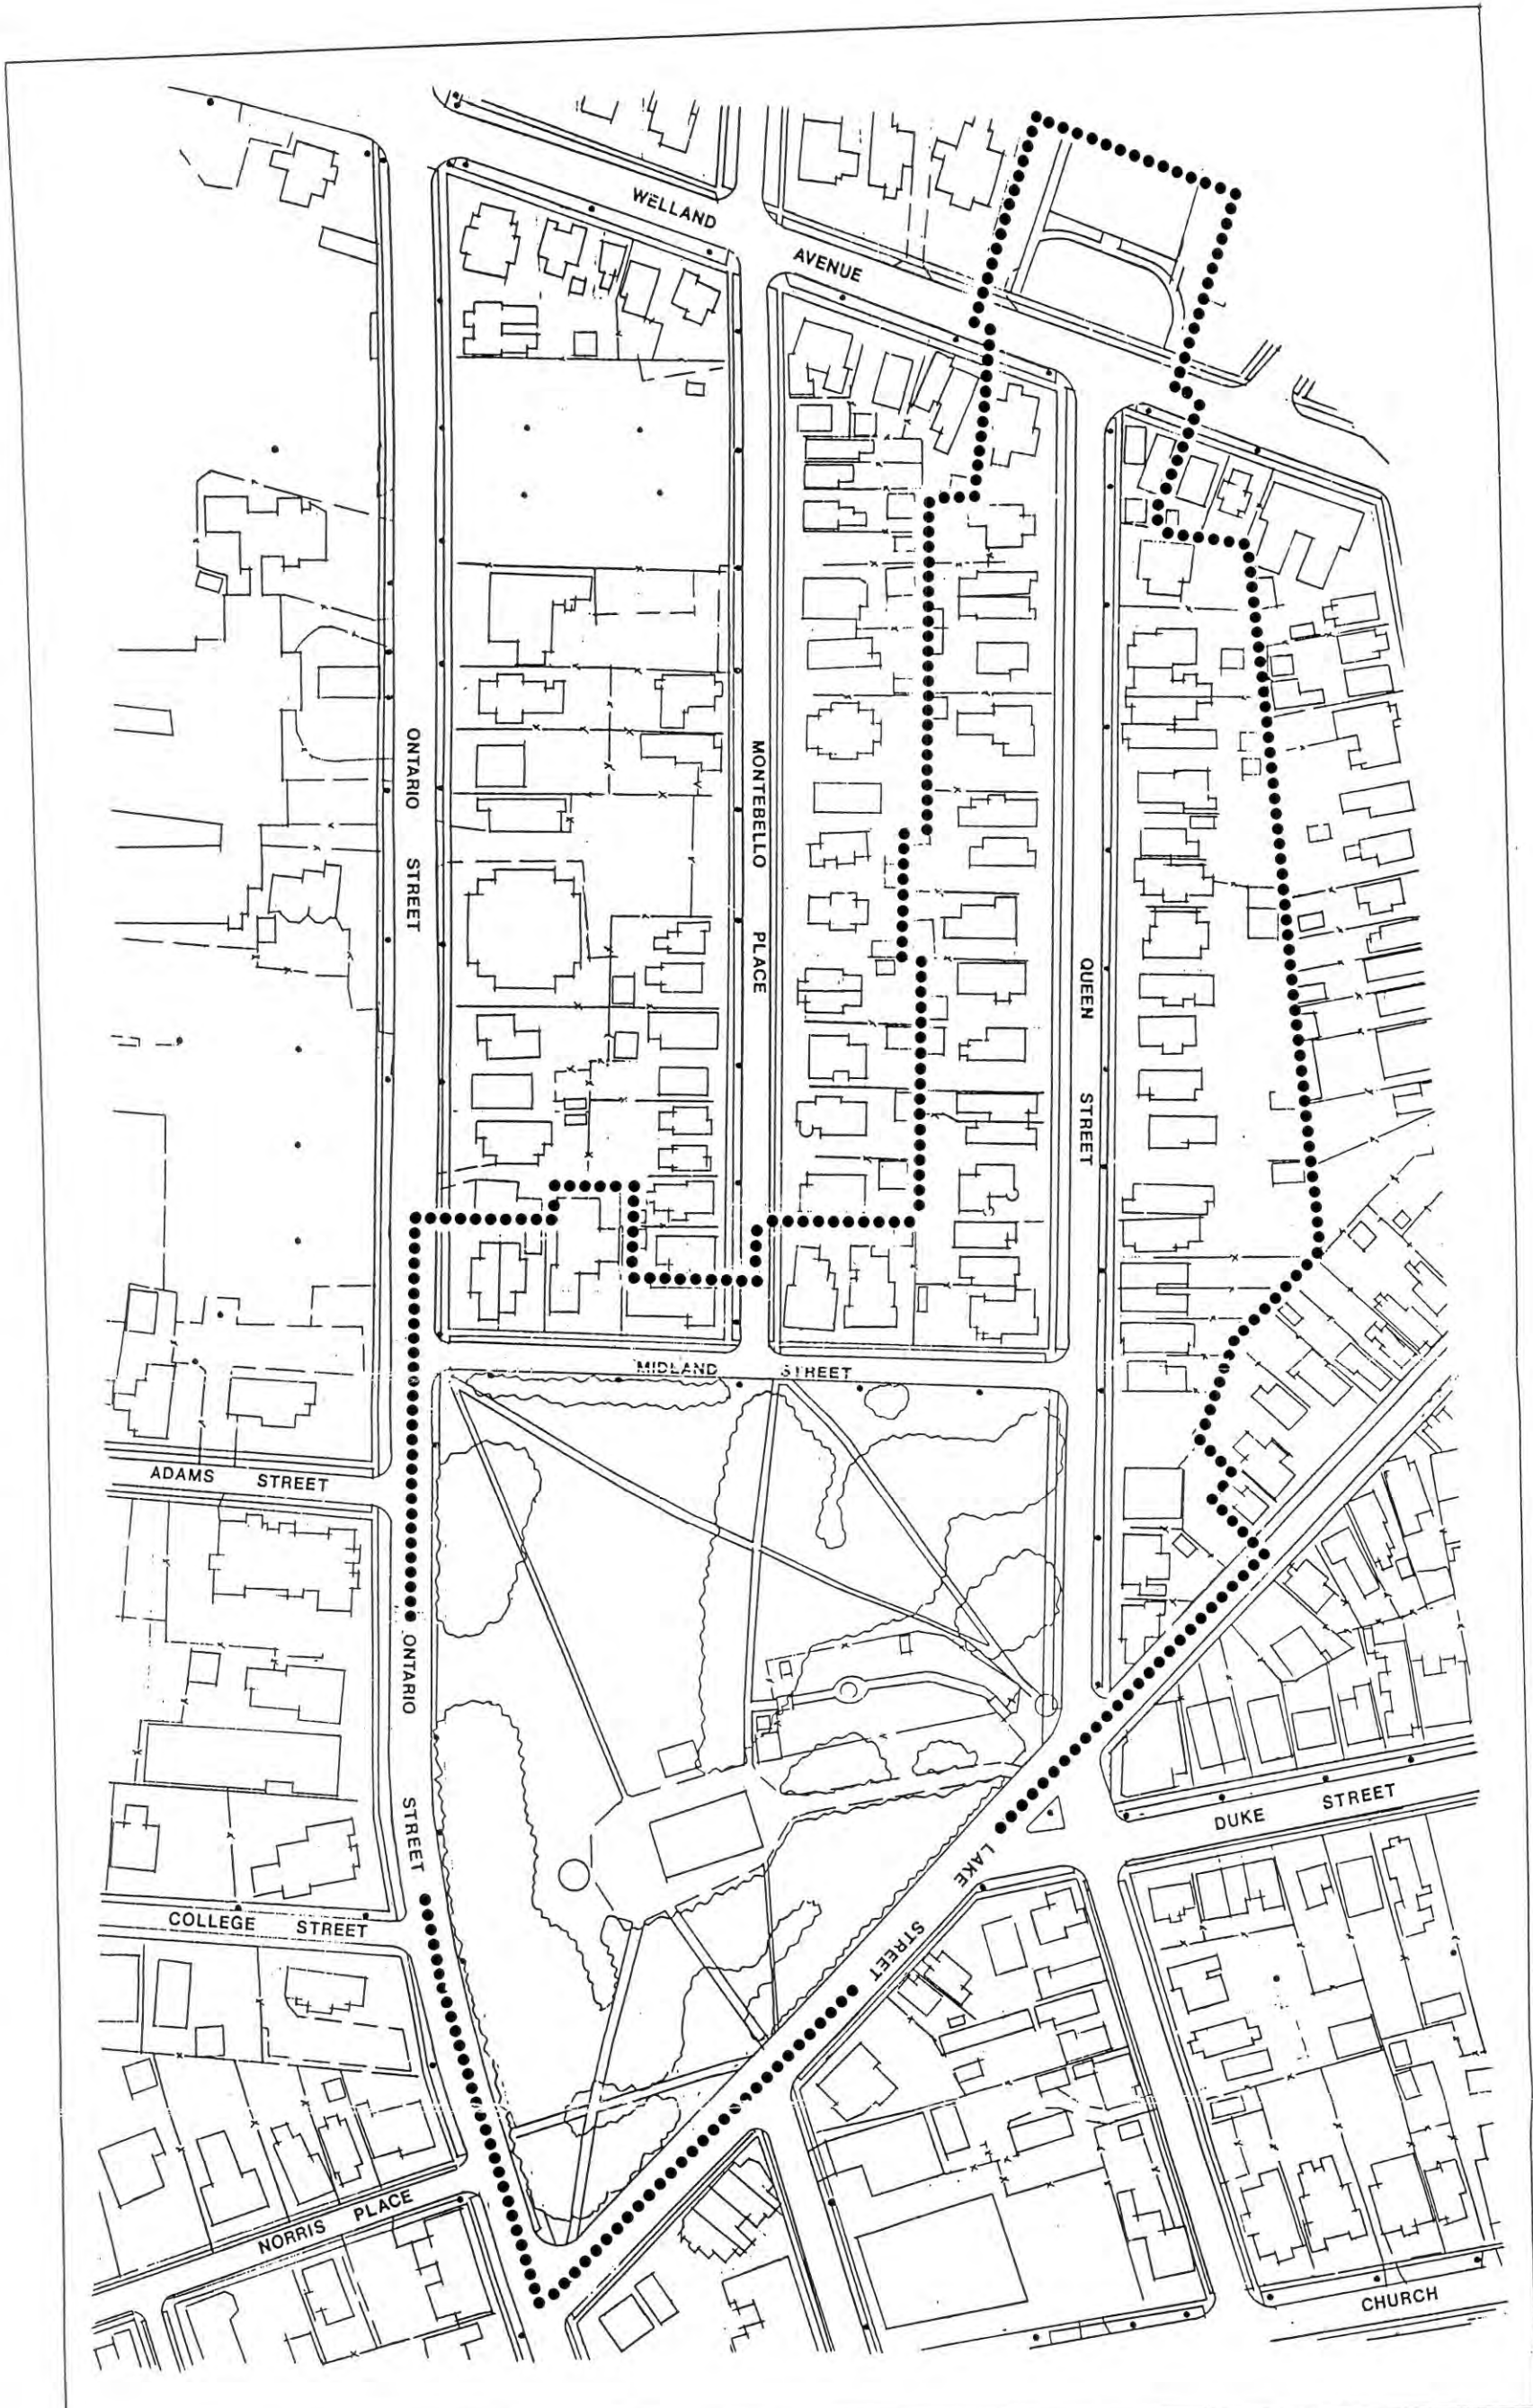 WELLAND
AVENUE
ONTARIO STREET
MONTEBELLO PLACE
QUEEN STREET
MIDLAND STREET
ADAMS STREET
ONTARIO STREET
LAKE STREET
DUKE STREET
COLLEGE STREET
NORRIS PLACE
CHURCH